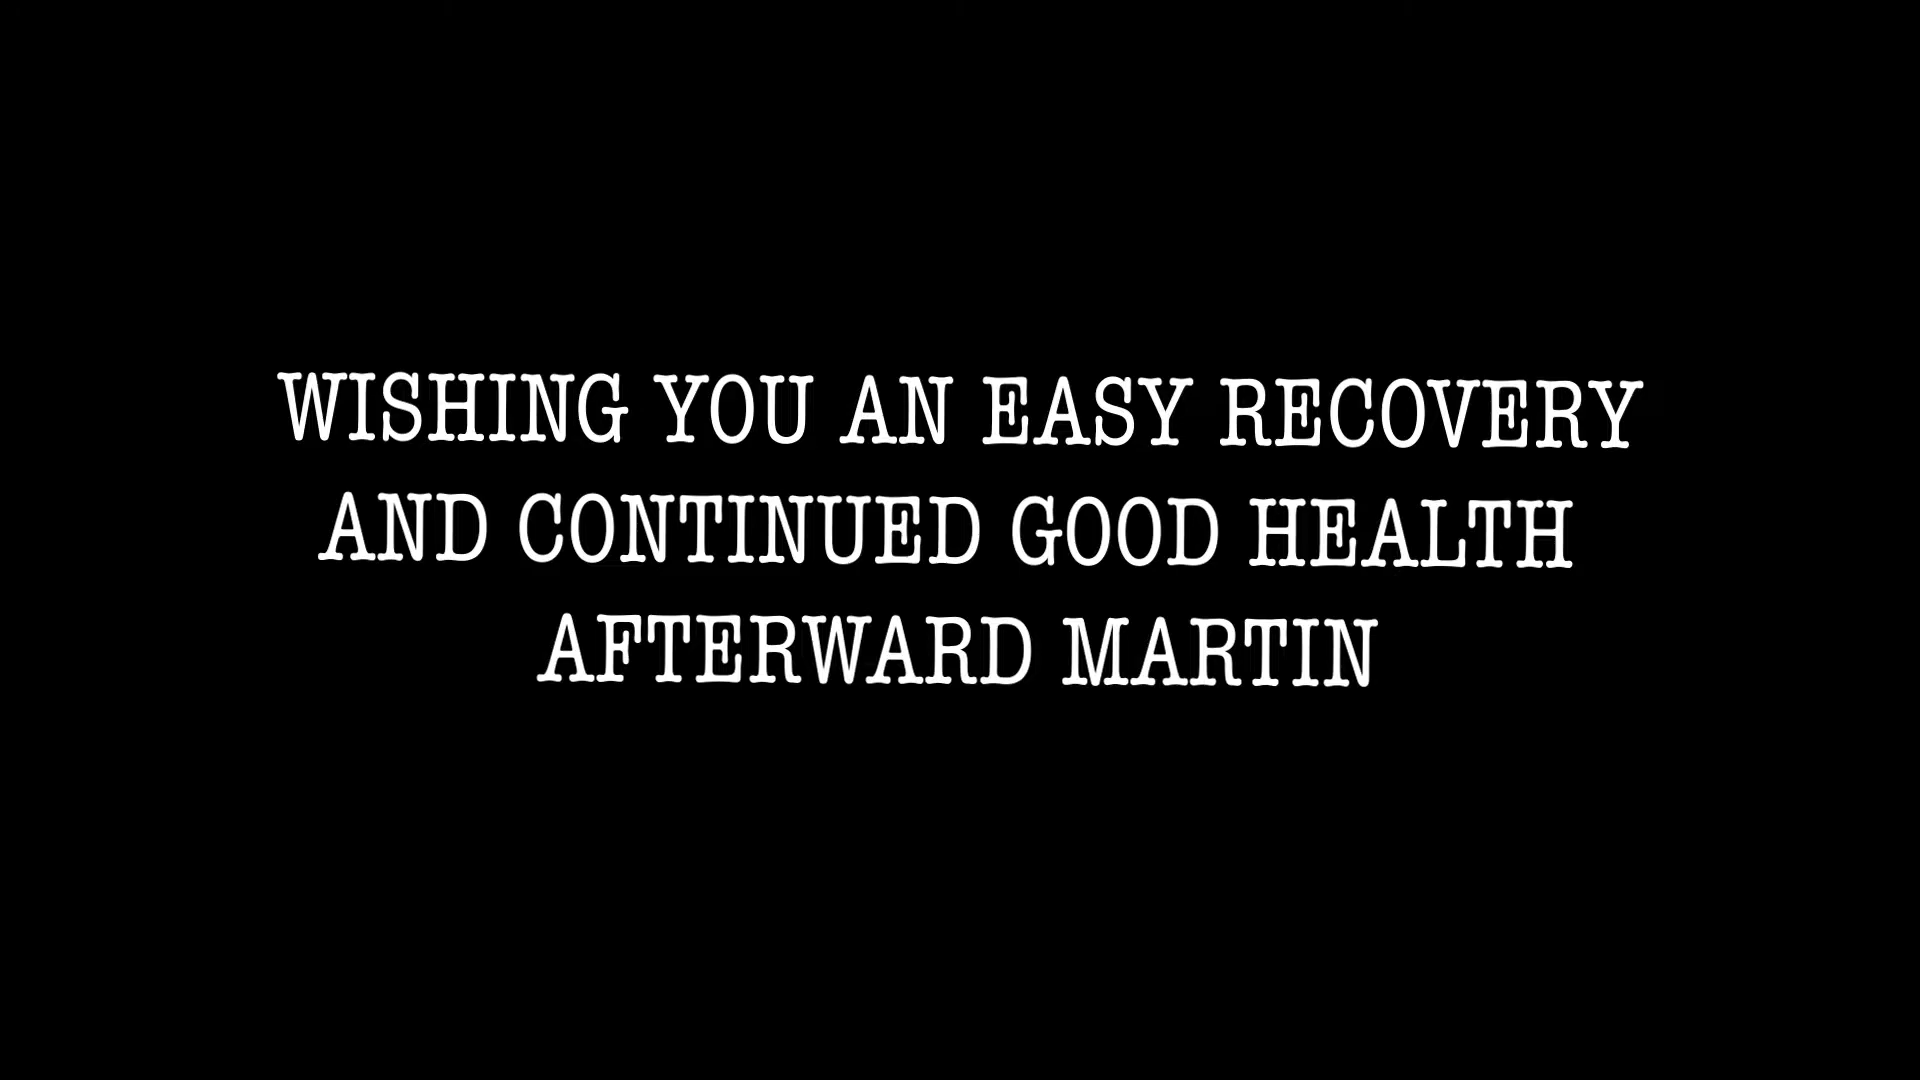 WISHING YOU AN EASY RECOVERY
AND CONTINUED GOOD HEALTH
AFTERWARD MARTIN